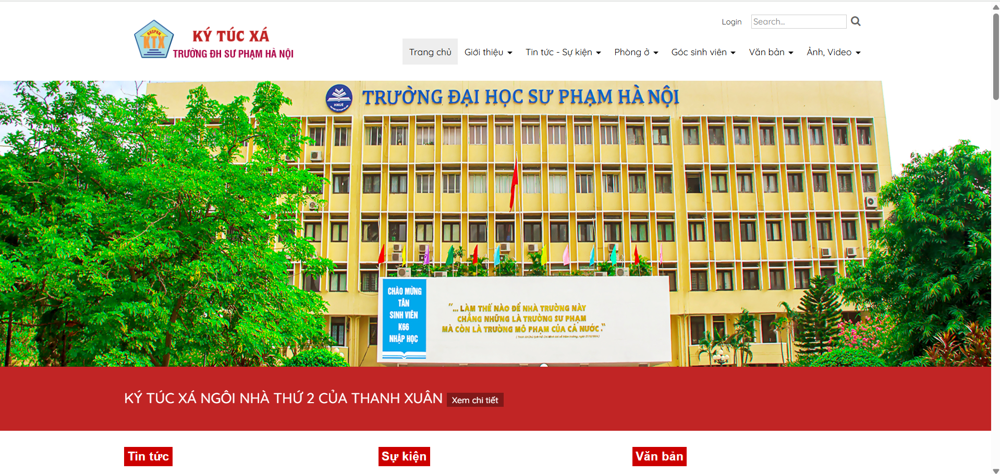 Login
Search...
ĐHSPHN
KTX
KÝ TÚC XÁ
TRƯỜNG ĐH SƯ PHẠM HÀ NỘI
Trang chủ
Giới thiệu
Tin tức - Sự kiện
Phòng ở
Góc sinh viên
Văn bản
Ảnh, Video
HNUE
TRƯỜNG ĐẠI HỌC SƯ PHẠM HÀ NỘI
CHÀO MỪNG
TÂN
SINH VIÊN
K66
NHẬP HỌC
"... LÀM THẾ NÀO ĐỂ NHÀ TRƯỜNG NÀY
CHẲNG NHỮNG LÀ TRƯỜNG SƯ PHẠM
MÀ CÒN LÀ TRƯỜNG MÔ PHẠM CỦA CẢ NƯỚC."
KÝ TÚC XÁ NGÔI NHÀ THỨ 2 CỦA THANH XUÂN
Xem chi tiết
Tin tức
Sự kiện
Văn bản